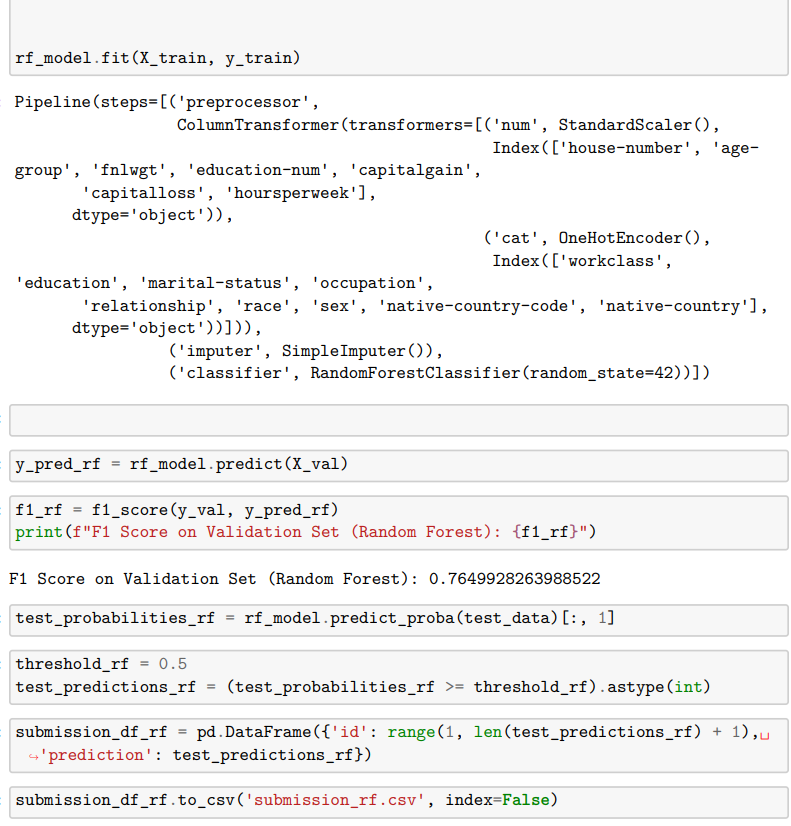 rf_model.fit(X_train, y_train)
Pipeline(steps=[('preprocessor',
ColumnTransformer(transformers=[('num', StandardScaler(),
Index(['house-number', 'age-
group', 'fnlwgt', 'education-num', 'capitalgain',
'capitalloss', 'hoursperweek'],
dtype='object')),
('cat', OneHotEncoder(),
Index(['workclass',
'education', 'marital-status', 'occupation',
'relationship', 'race', 'sex', 'native-country-code', 'native-country'],
dtype='object'))])),
('imputer', SimpleImputer()),
('classifier', RandomForestClassifier(random_state=42))])
y_pred_rf = rf_model.predict(X_val)
f1_rf = f1_score(y_val, y_pred_rf)
print(f"F1 Score on Validation Set (Random Forest): {f1_rf}")
F1 Score on Validation Set (Random Forest): 0.7649928263988522
test_probabilities_rf = rf_model.predict_proba(test_data)[:, 1]
threshold_rf = 0.5
test_predictions_rf = (test_probabilities_rf >= threshold_rf).astype(int)
submission_df_rf = pd.DataFrame({'id': range(1, len(test_predictions_rf) + 1),␣
↪'prediction': test_predictions_rf})
submission_df_rf.to_csv('submission_rf.csv', index=False)